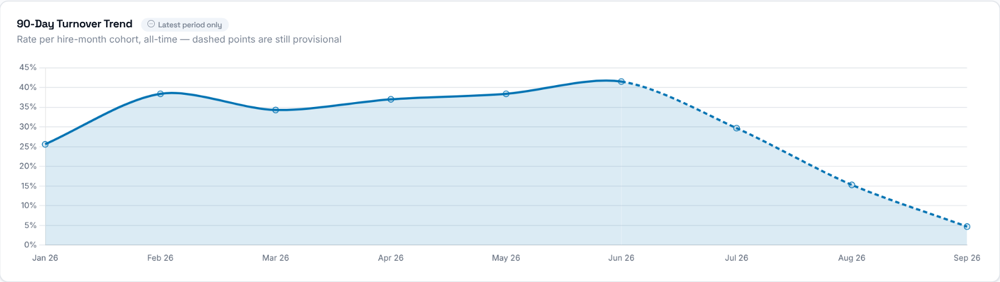 90-Day Turnover Trend
Latest period only
Rate per hire-month cohort, all-time — dashed points are still provisional
45%
40%
35%
30%
25%
20%
15%
10%
5%
0%
Jan 26 Feb 26 Mar 26 Apr 26 May 26 Jun 26 Jul 26 Aug 26 Sep 26